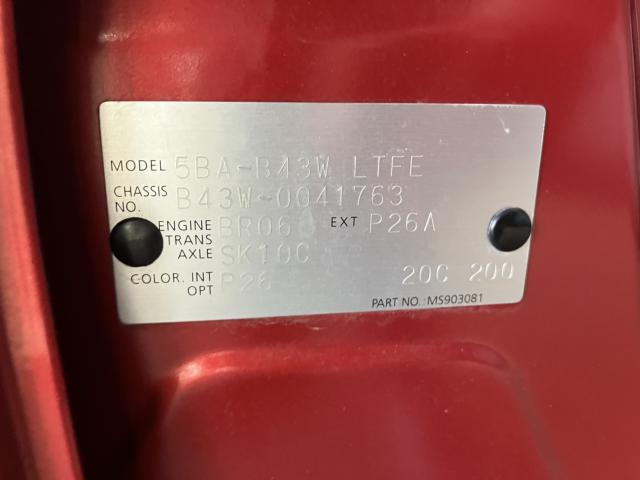 MODEL 5BA-B43W LTFE
CHASSIS NO. B43W-0041763
ENGINE BR06 EXT P26A
TRANS AXLE SK10C
COLOR. INT OPT P26 20C 200
PART NO.: MS903081